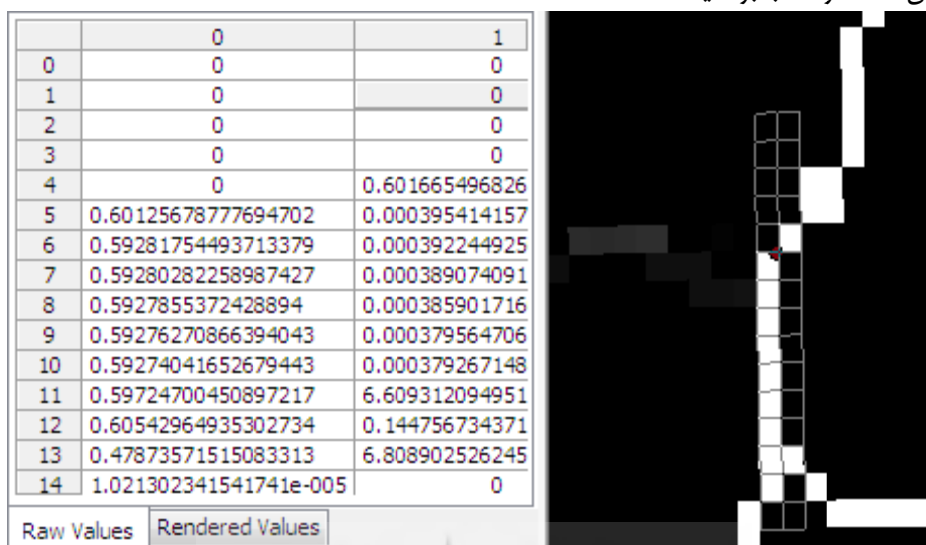 0 1
0 0 0
1 0 0
2 0 0
3 0 0
4 0 0.601665496826
5 0.60125678777694702 0.000395414157
6 0.59281754493713379 0.000392244925
7 0.59280282258987427 0.000389074091
8 0.5927855372428894 0.000385901716
9 0.59276270866394043 0.000379564706
10 0.59274041652679443 0.000379267148
11 0.59724700450897217 6.609312094951
12 0.60542964935302734 0.144756734371
13 0.47873571515083313 6.808902526245
14 1.0213023415417 41e-005 0
Raw Values Rendered Values